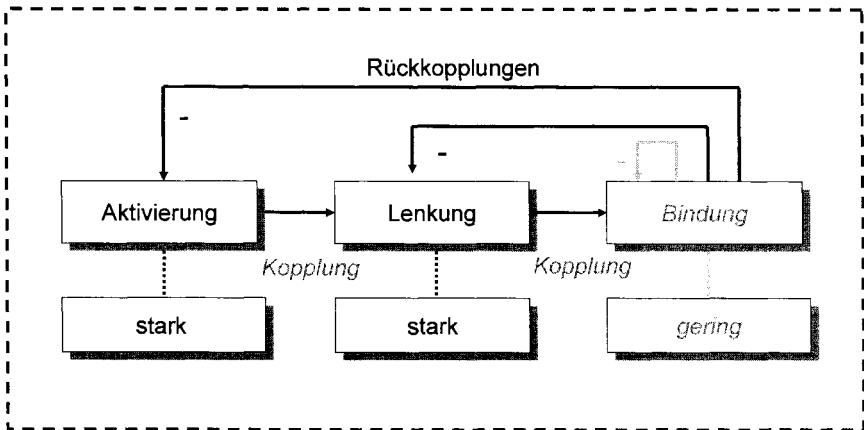 Rückkopplungen
-
-
-
Aktivierung
Lenkung
Bindung
Kopplung
Kopplung
stark
stark
gering